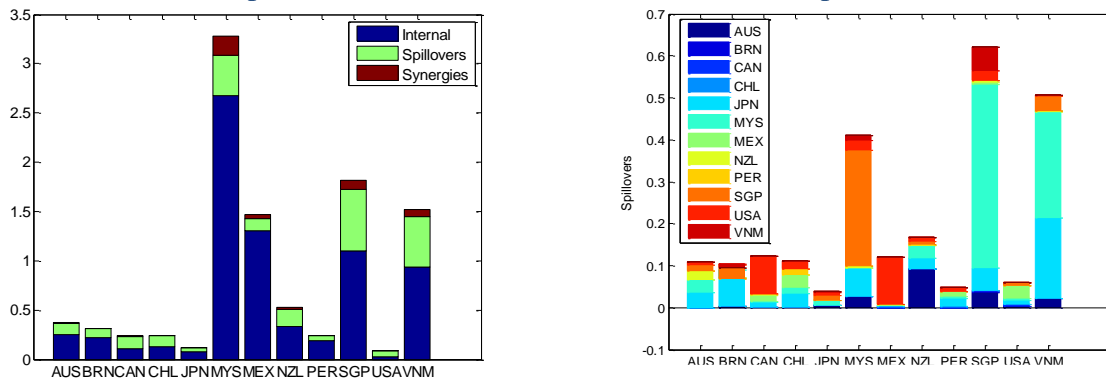 3.5
3
2.5
2
1.5
1
0.5
0
Internal
Spillovers
Synergies
AUS BRN CAN CHL JPN MYS MEX NZL PER SGP USA VNM
0.7
0.6
0.5
0.4
0.3
0.2
0.1
0
-0.1
Spillovers
AUS
BRN
CAN
CHL
JPN
MYS
MEX
NZL
PER
SGP
USA
VNM
AUS BRN CAN CHL JPN MYS MEX NZL PER SGP USA VNM